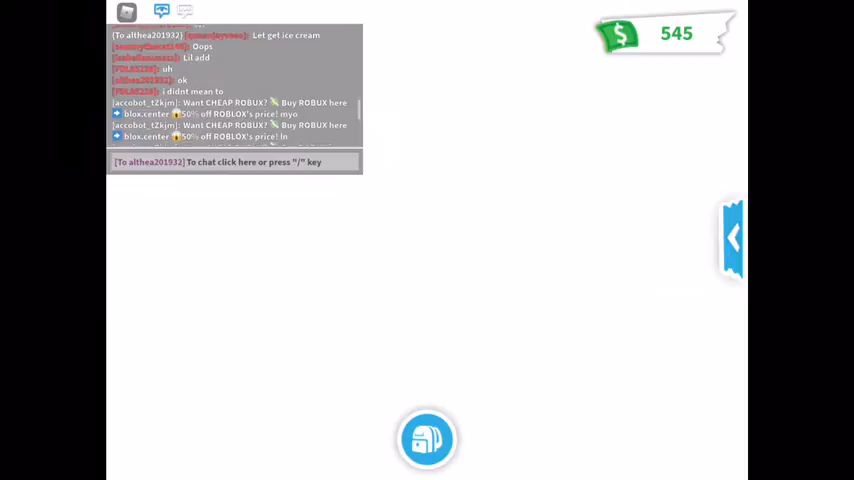 [To althea201932] Let get ice cream
Oops
Lil add
uh
[althea201932]: ok
i didnt mean to
[accobot_tZkjm]: Want CHEAP ROBUX? 💸 Buy ROBUX here
➡ blox.center 😱50% off ROBLOX's price! myo
[accobot_tZkjm]: Want CHEAP ROBUX? 💸 Buy ROBUX here
➡ blox.center 😱50% off ROBLOX's price! ln
[To althea201932] To chat click here or press "/" key
545